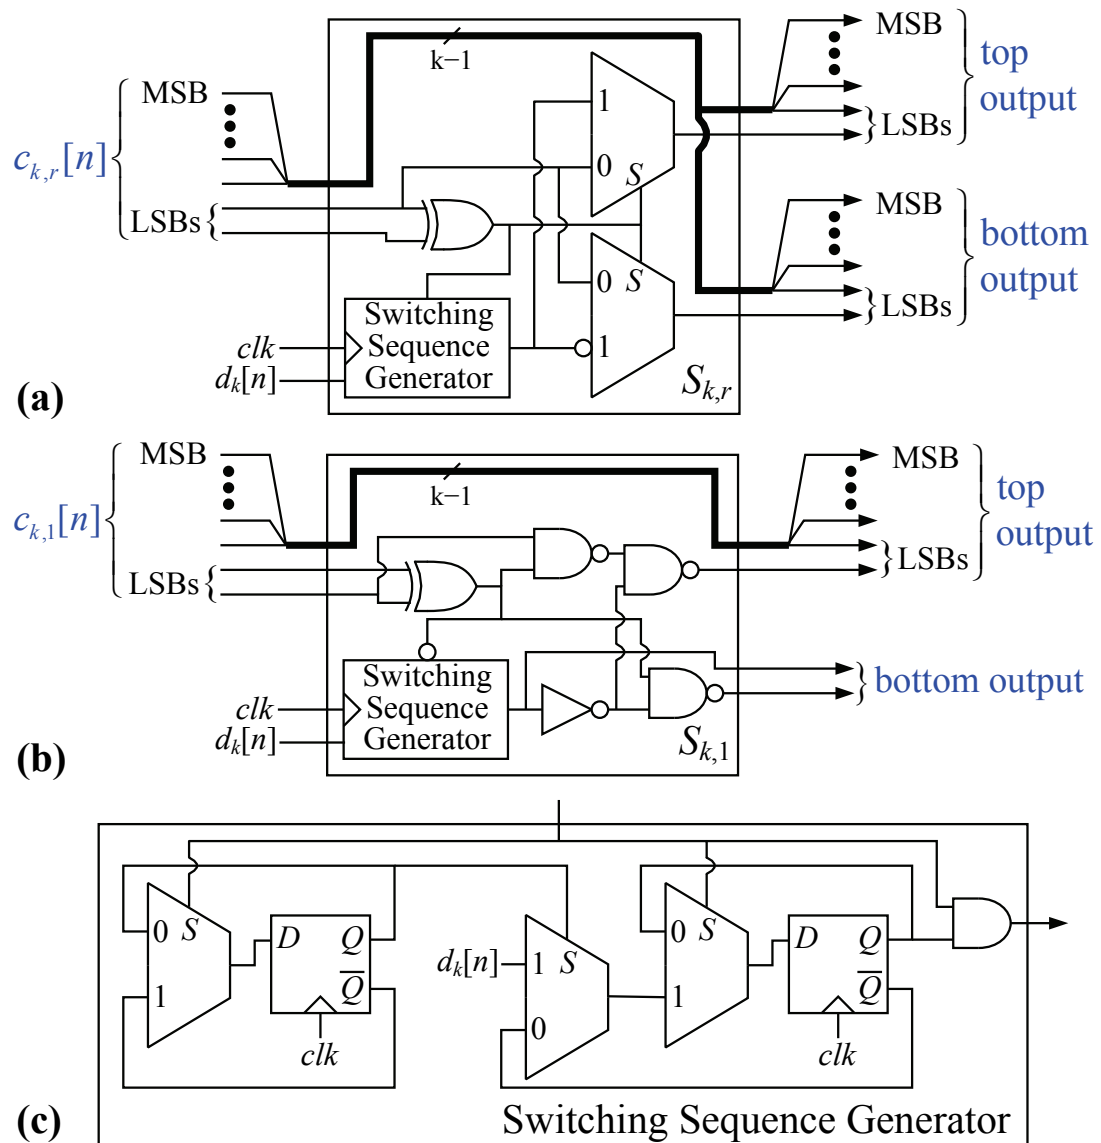 MSB
k−1
MSB
top output
LSBs
c_{k,r}[n]
1
0
S
LSBs
MSB
bottom output
LSBs
0
S
1
Switching Sequence Generator
clk
d_k[n]
S_{k,r}
(a)
MSB
k−1
MSB
top output
LSBs
c_{k,1}[n]
LSBs
Switching Sequence Generator
bottom output
clk
d_k[n]
S_{k,1}
(b)
0
S
1
D
Q
Q̅
clk
d_k[n]
1
S
0
0
S
1
D
Q
Q̅
clk
(c)
Switching Sequence Generator